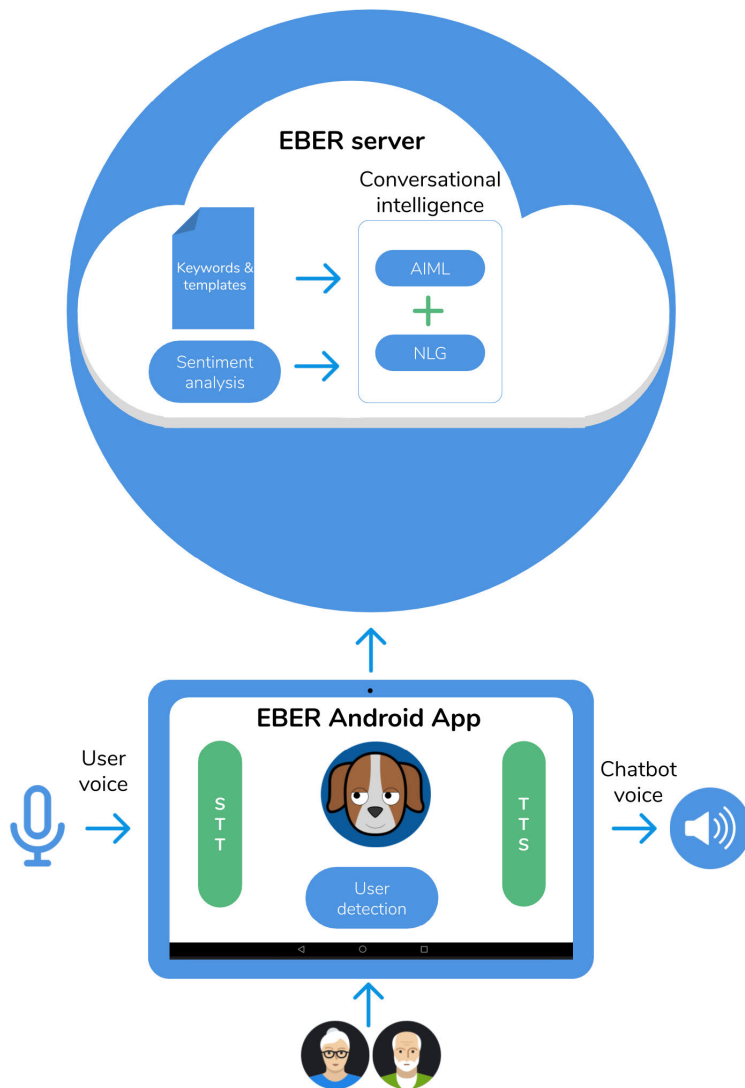 EBER server
Conversational
intelligence
Keywords &
templates
AIML
NLG
Sentiment
analysis
EBER Android App
User
voice
S
T
T
T
T
S
Chatbot
voice
User
detection